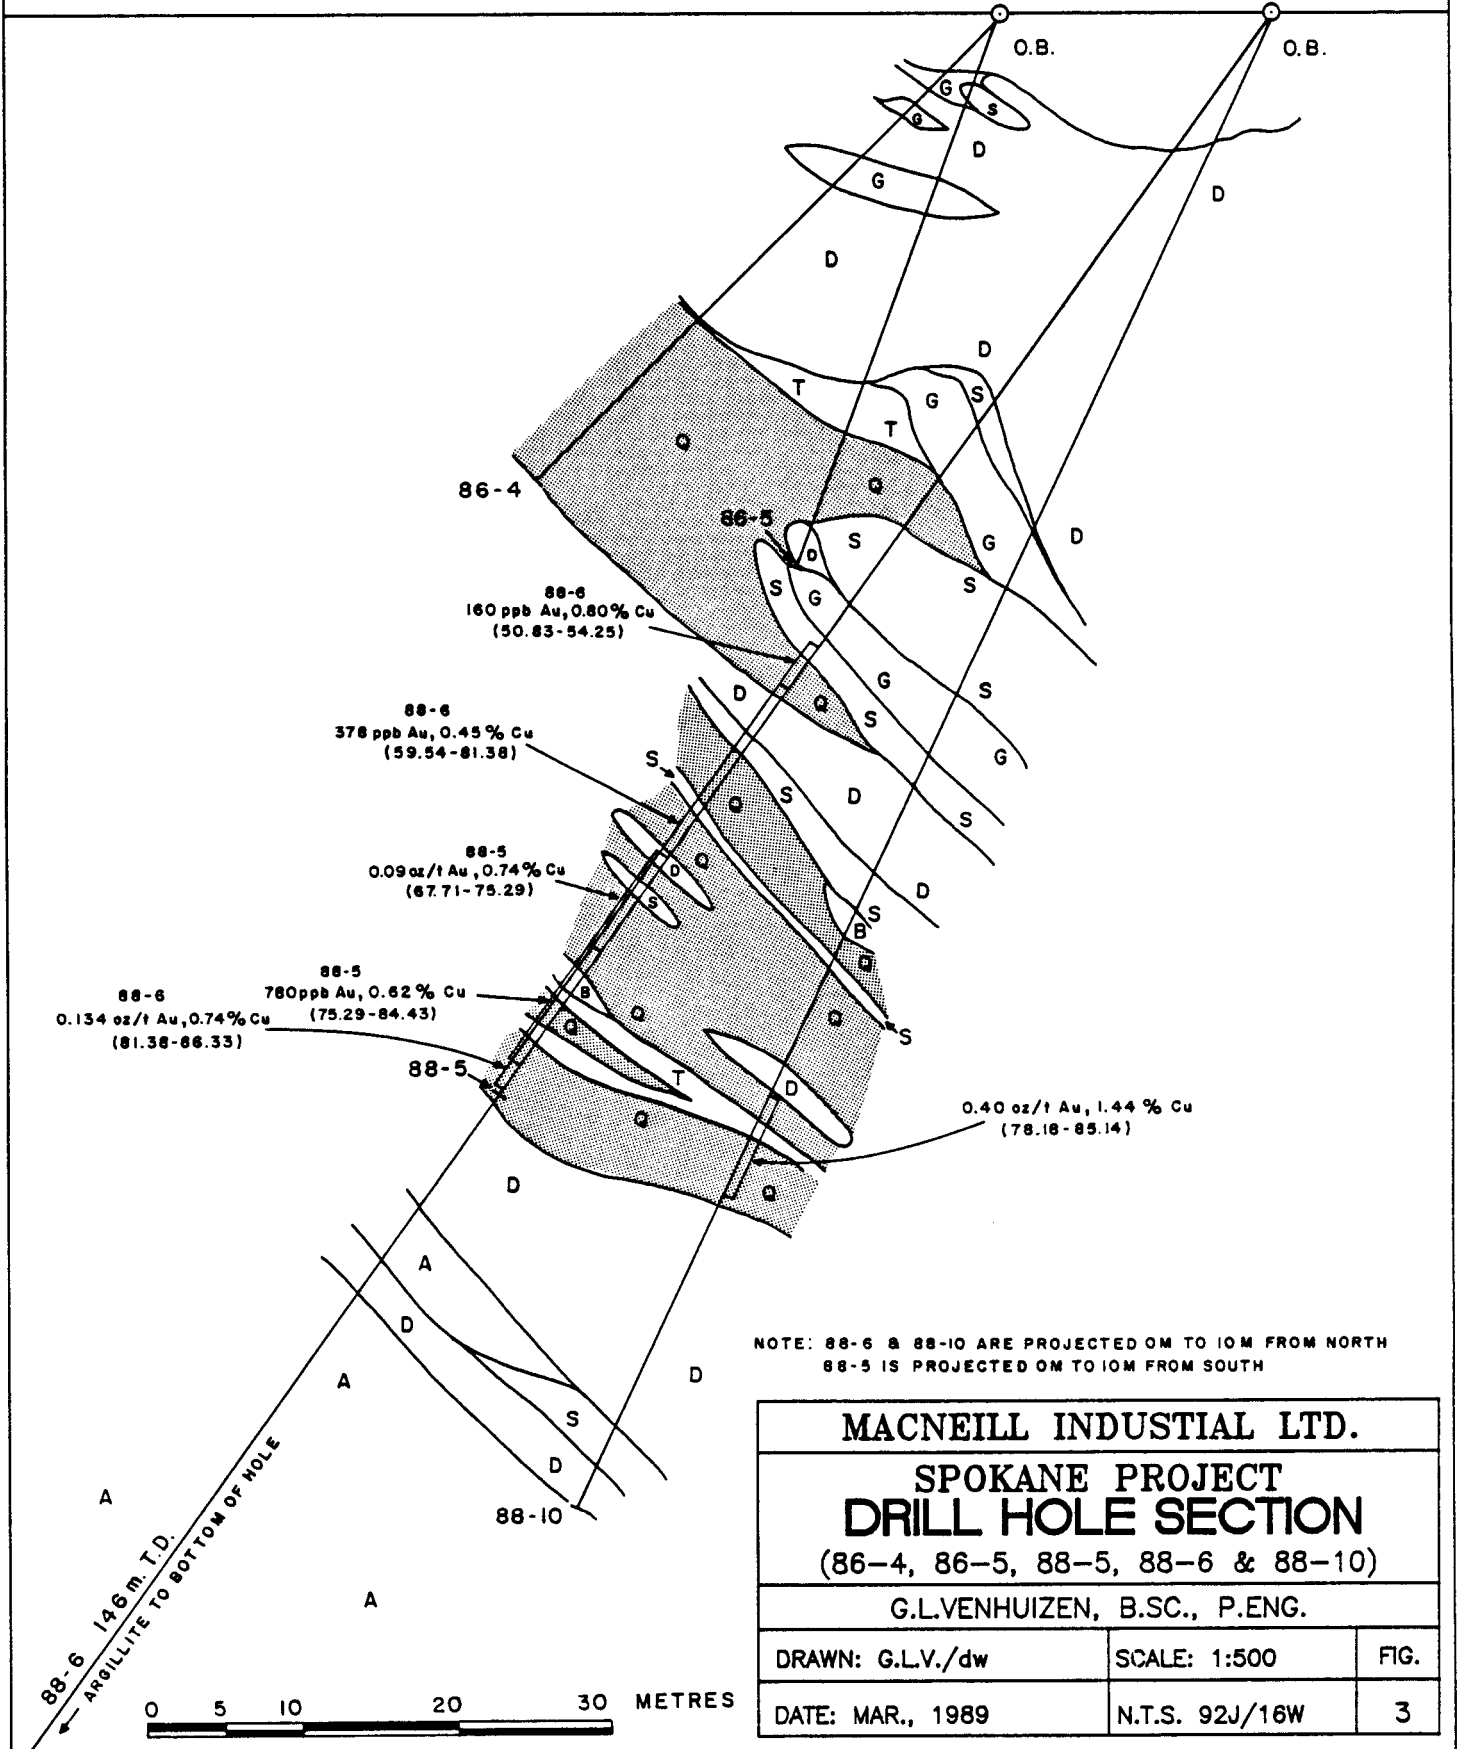 O.B.
O.B.
G
S
G
D
G
D
D
D
T
G
S
T
Q
Q
86-4
86-5
D
S
G
D
S
S
G
88-6
160 ppb Au, 0.80% Cu
(50.83-54.25)
G
S
D
Q
S
88-6
378 ppb Au, 0.45% Cu
(59.54-81.38)
S
G
Q
S
D
S
88-5
0.09 oz/t Au, 0.74% Cu
(67.71-75.29)
Q
D
S
D
S
B
Q
88-5
780ppb Au, 0.62% Cu
(75.29-84.43)
88-6
0.134 oz/t Au, 0.74% Cu
(81.38-86.33)
B
Q
Q
Q
S
88-5
T
D
Q
0.40 oz/t Au, 1.44 % Cu
(78.18-85.14)
D
Q
A
D
A
D
S
D
A
88-10
A
88-6 146 m. T.D.
ARGILLITE TO BOTTOM OF HOLE
0 5 10 20 30 METRES
NOTE: 88-6 & 88-10 ARE PROJECTED 0M TO 10M FROM NORTH
88-5 IS PROJECTED 0M TO 10M FROM SOUTH
MACNEILL INDUSTIAL LTD.
SPOKANE PROJECT
DRILL HOLE SECTION
(86-4, 86-5, 88-5, 88-6 & 88-10)
G.L.VENHUIZEN, B.SC., P.ENG.
DRAWN: G.L.V./dw
SCALE: 1:500
FIG.
DATE: MAR., 1989
N.T.S. 92J/16W
3